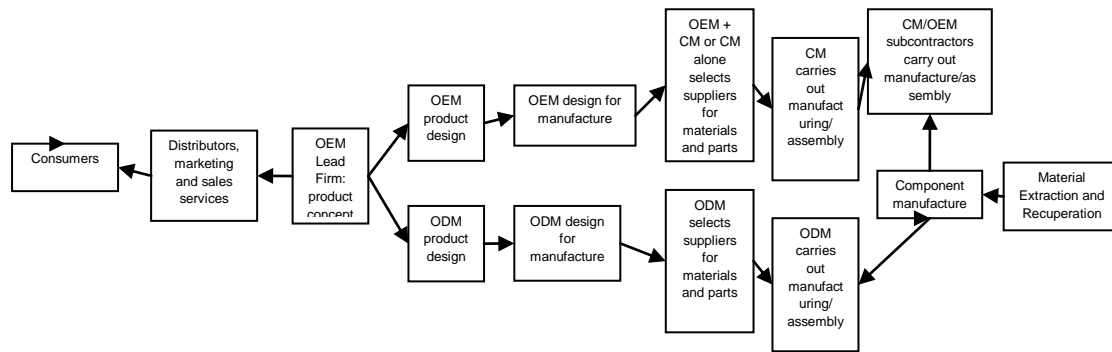 Consumers
Distributors,
marketing
and sales
services
OEM
Lead
Firm:
product
concept
OEM
product
design
OEM design for
manufacture
OEM +
CM or CM
alone
selects
suppliers
for
materials
and parts
CM
carries
out
manufact
uring/
assembly
CM/OEM
subcontractors
carry out
manufacture/as
sembly
ODM
product
design
ODM design
for
manufacture
ODM
selects
suppliers
for
materials
and parts
ODM
carries
out
manufact
uring/
assembly
Component
manufacture
Material
Extraction and
Recuperation